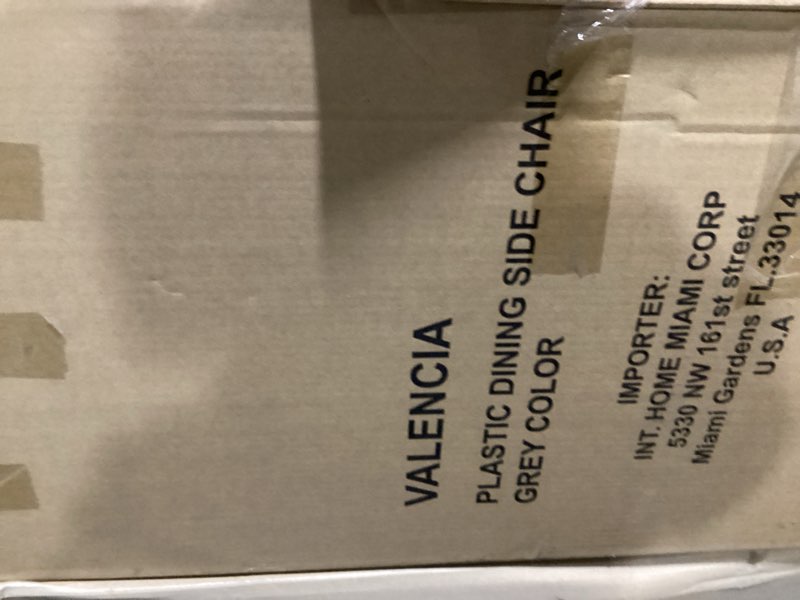 VALENCIA
PLASTIC DINING SIDE CHAIR
GREY COLOR
IMPORTER:
INT. HOME MIAMI CORP
5330 NW 161st street
Miami Gardens FL.33014
U.S.A